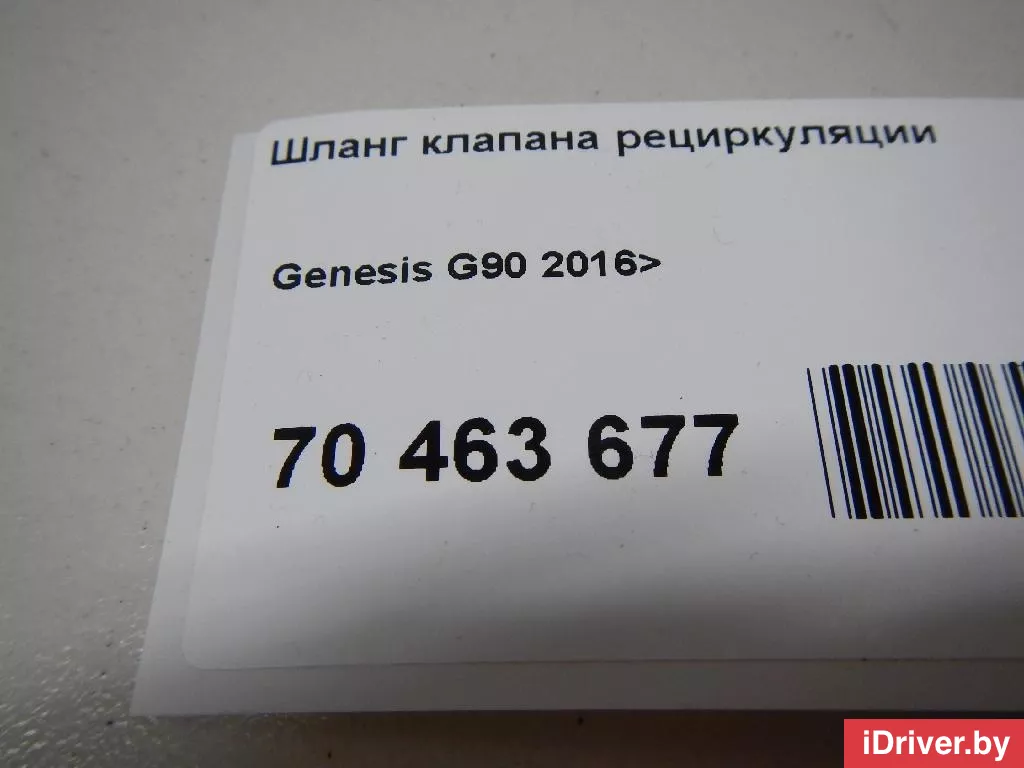 Шланг клапана рециркуляции
Genesis G90 2016>
70 463 677
iDriver.by